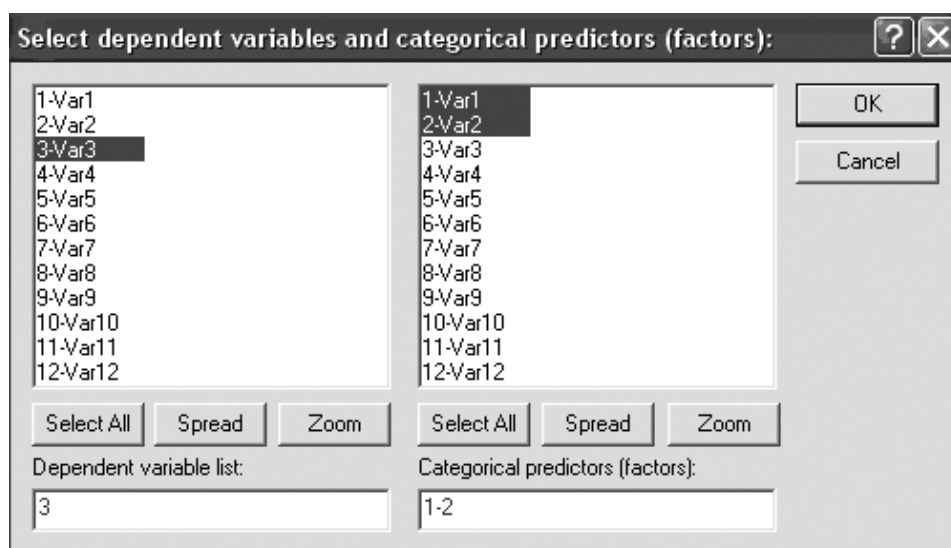 Select dependent variables and categorical predictors (factors):
1-Var1
2-Var2
3-Var3
4-Var4
5-Var5
6-Var6
7-Var7
8-Var8
9-Var9
10-Var10
11-Var11
12-Var12
Select All Spread Zoom
Dependent variable list:
3
1-Var1
2-Var2
3-Var3
4-Var4
5-Var5
6-Var6
7-Var7
8-Var8
9-Var9
10-Var10
11-Var11
12-Var12
Select All Spread Zoom
Categorical predictors (factors):
1-2
OK
Cancel